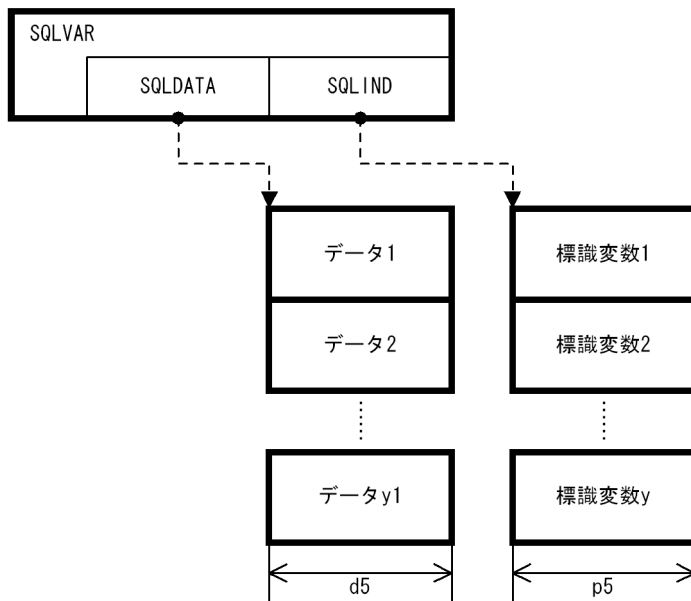 SQLVAR
SQLDATA
SQLIND
データ1
標識変数1
データ2
標識変数2
データy1
標識変数y
d5
p5